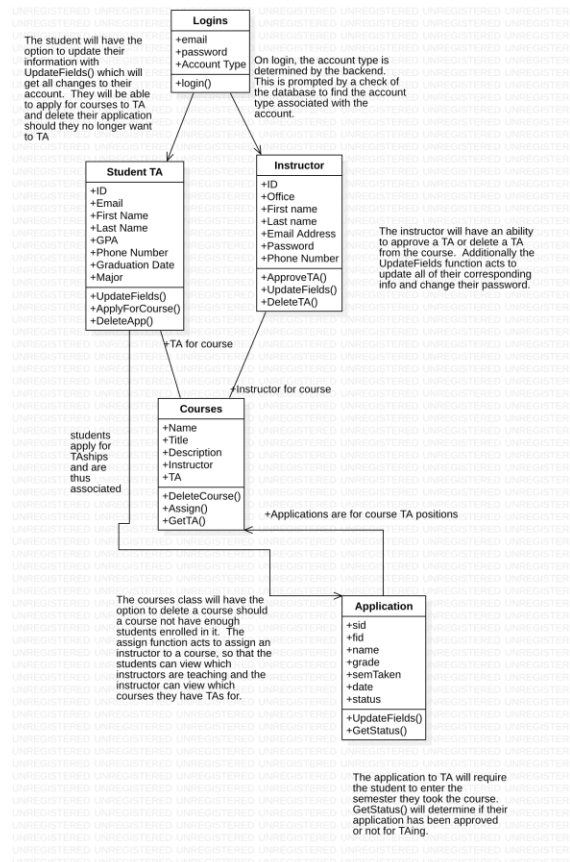 Logins
+email
+password
+Account Type
+login()
The student will have the
option to update their
information with
UpdateFields() which will
get all changes to their
account. They will be able
to apply for courses to TA
and delete their application
should they no longer want
to TA
On login, the account type is
determined by the backend.
This is prompted by a check of
the database to find the account
type associated with the
account.
Student TA
+ID
+Email
+First Name
+Last Name
+GPA
+Phone Number
+Graduation Date
+Major
+UpdateFields()
+ApplyForCourse()
+DeleteApp()
Instructor
+ID
+Office
+First name
+Last name
+Email Address
+Password
+Phone Number
+ApproveTA()
+UpdateFields()
+DeleteTA()
The instructor will have an ability
to approve a TA or delete a TA
from the course. Additionally the
UpdateFields function acts to
update all of their corresponding
info and change their password.
+TA for course
+Instructor for course
Courses
+Name
+Title
+Description
+Instructor
+TA
+DeleteCourse()
+Assign()
+GetTA()
students
apply for
TAships
and are
thus
associated
+Applications are for course TA positions
The courses class will have the
option to delete a course should
a course not have enough
students enrolled in it. The
assign function acts to assign an
instructor to a course, so that the
students can view which
instructors are teaching and the
instructor can view which
courses they have TAs for.
Application
+sid
+fid
+name
+grade
+semTaken
+date
+status
+UpdateFields()
+GetStatus()
The application to TA will require
the student to enter the
semester they took the course.
GetStatus() will determine if their
application has been approved
or not for TAing.
UNREGISTERED